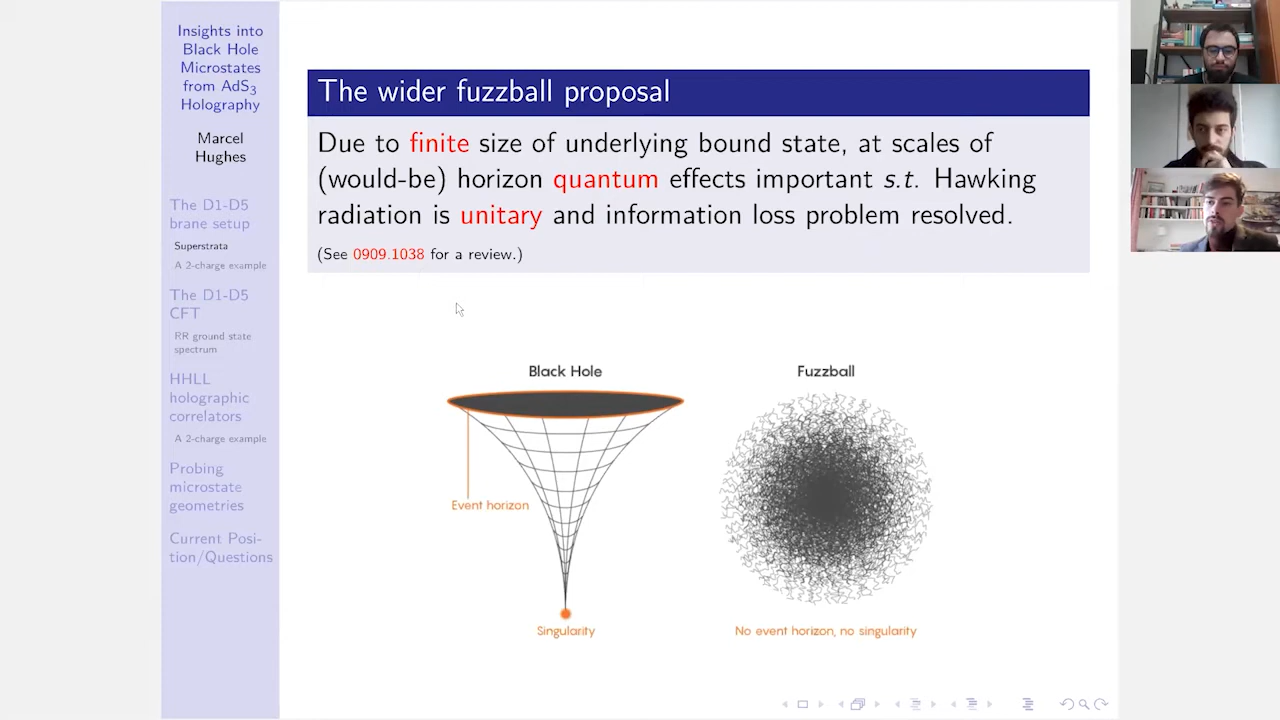 Insights into
Black Hole
Microstates
from AdS₃
Holography
Marcel
Hughes
The D1-D5
brane setup
Superstrata
A 2-charge example
The D1-D5
CFT
RR ground state
spectrum
HHLL
holographic
correlators
A 2-charge example
Probing
microstate
geometries
Current Posi-
tion/Questions
The wider fuzzball proposal
Due to finite size of underlying bound state, at scales of
(would-be) horizon quantum effects important s.t. Hawking
radiation is unitary and information loss problem resolved.
(See 0909.1038 for a review.)
Black Hole
Event horizon
Singularity
Fuzzball
No event horizon, no singularity